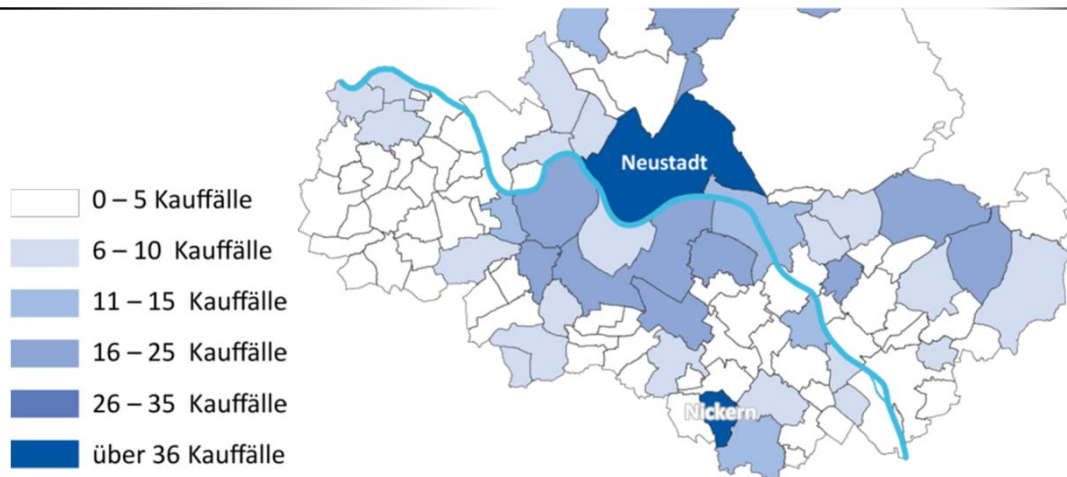 Neustadt
0 – 5 Kauffälle
6 – 10 Kauffälle
11 – 15 Kauffälle
16 – 25 Kauffälle
26 – 35 Kauffälle
über 36 Kauffälle
Nickern